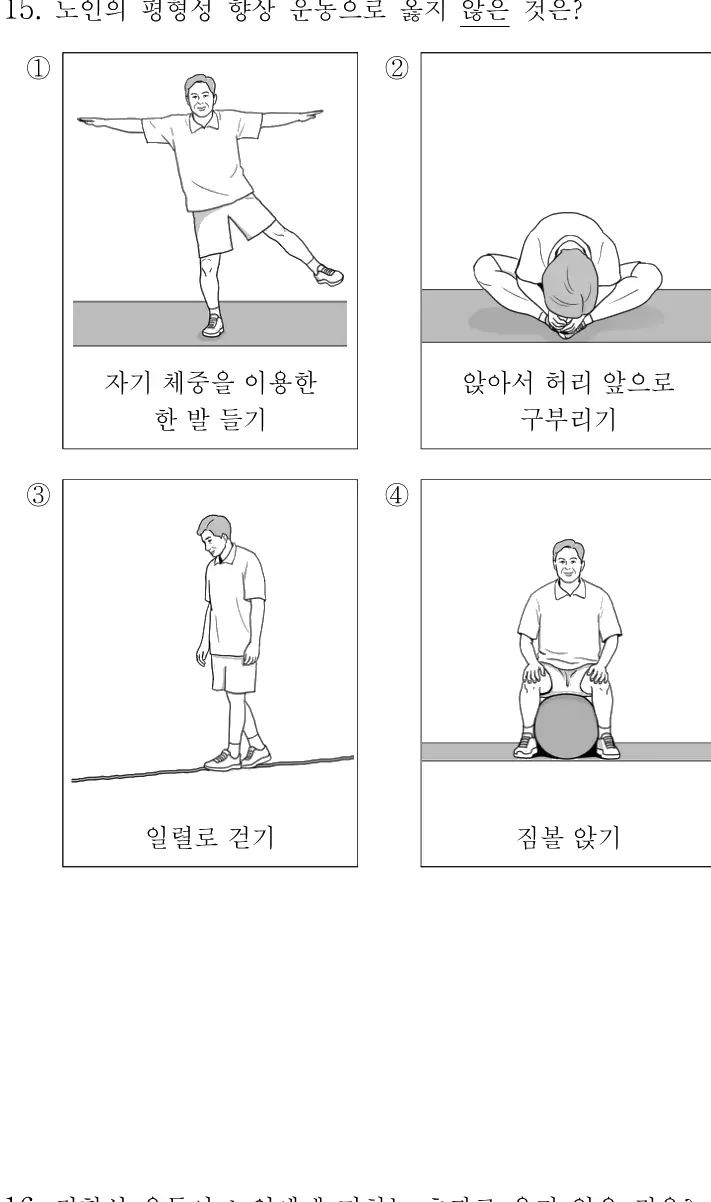 15. 노인의 평형성 향상 운동으로 옳지 않은 것은?
①
자기 체중을 이용한
한 발 들기
②
앉아서 허리 앞으로
구부리기
③
일렬로 걷기
④
짐볼 앉기